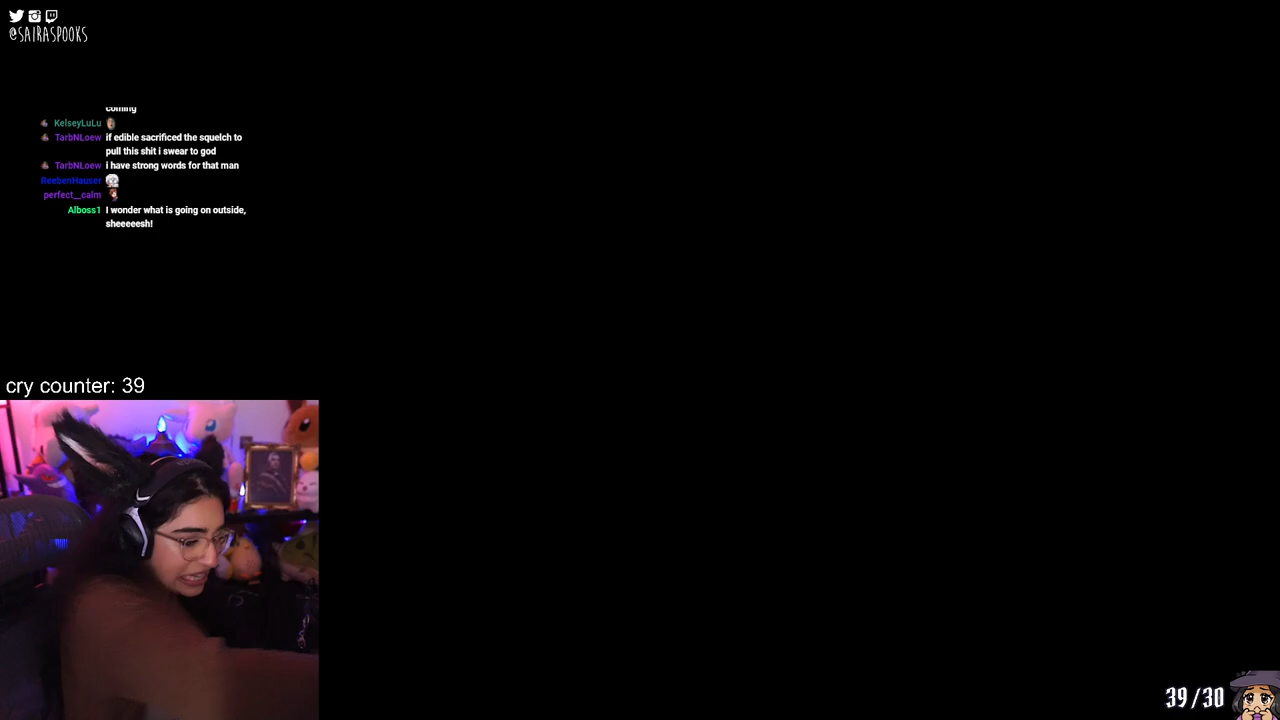 @SAIRASPOOKS
coming
KelseyLuLu
TarbNLoew if edible sacrificed the squelch to
pull this shit i swear to god
TarbNLoew i have strong words for that man
ReebenHauser
perfect__calm
Alboss1 I wonder what is going on outside,
sheeeeesh!
cry counter: 39
39/30